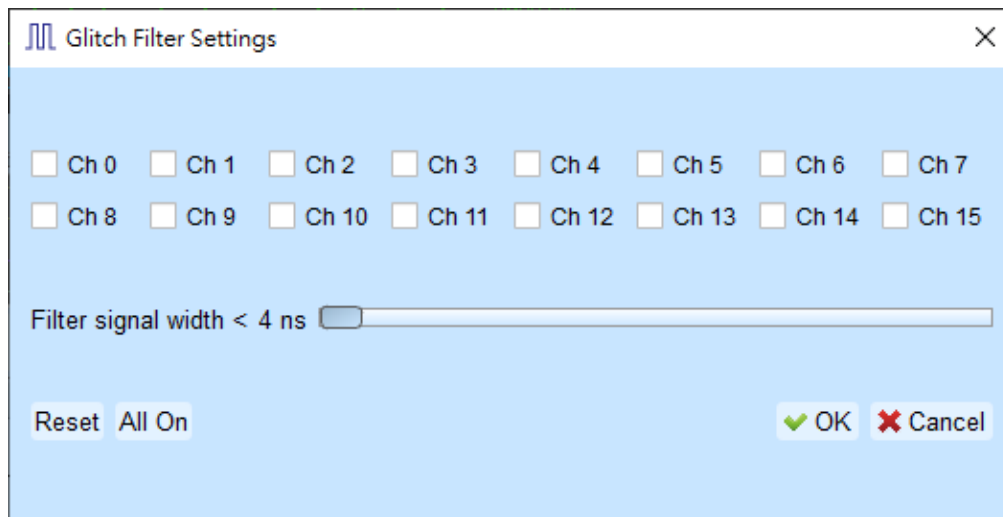 Glitch Filter Settings
Ch 0 Ch 1 Ch 2 Ch 3 Ch 4 Ch 5 Ch 6 Ch 7
Ch 8 Ch 9 Ch 10 Ch 11 Ch 12 Ch 13 Ch 14 Ch 15
Filter signal width < 4 ns
Reset All On OK Cancel